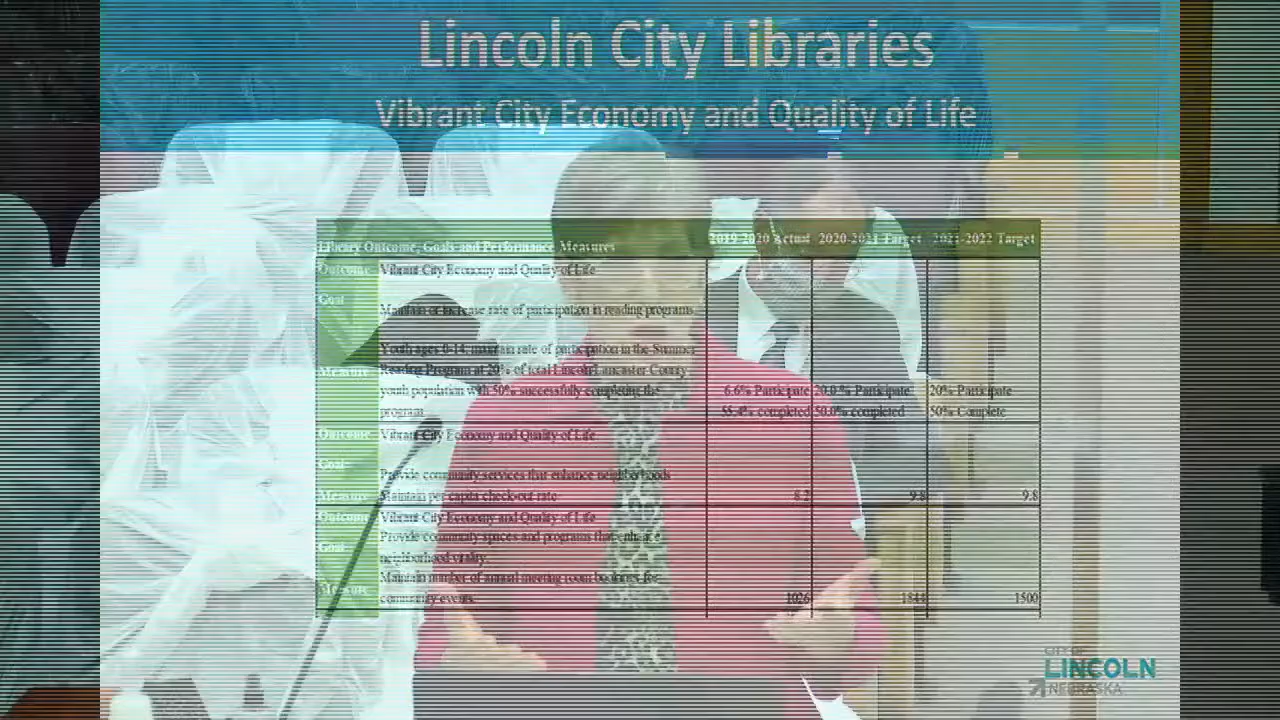 Lincoln City Libraries
Vibrant City Economy and Quality of Life
Library Outcome, Goals and Performance Measures 2019-2020 Actual 2020-2021 Target 2021-2022 Target
Outcome Vibrant City Economy and Quality of Life
Goal
Maintain or increase rate of participation in reading programs
Youth ages 0-14, maintain rate of participation in the Summer
Measure Reading Program at 20% of total Lincoln/Lancaster County
youth population with 50% successfully completing the 6.6% Participate 20.0% Participate 20% Participate
program 55.4% completed 50.0% completed 50% Complete
Outcome Vibrant City Economy and Quality of Life
Goal
Provide community services that enhance neighborhoods
Measure Maintain per capita check-out rate 8.2 9.8 9.8
Outcome Vibrant City Economy and Quality of Life
Goal Provide community spaces and programs that enhance
neighborhood vitality.
Measure Maintain number of annual meeting room bookings for
community events. 1026 1844 1500
CITY OF
LINCOLN
NEBRASKA